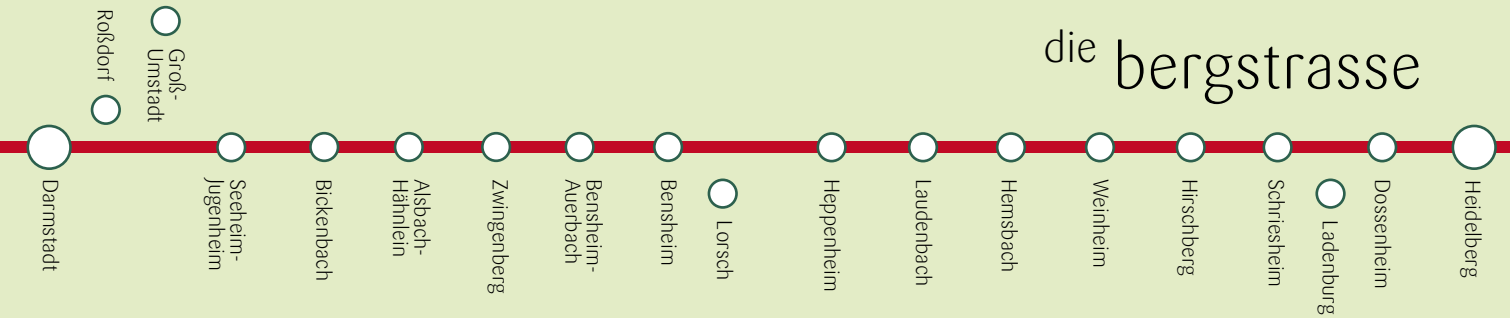 die bergstrasse
Roßdorf
Groß-
Umstadt
Darmstadt
Seeheim-
Jugenheim
Bickenbach
Alsbach-
Hähnlein
Zwingenberg
Bensheim-
Auerbach
Bensheim
Lorsch
Heppenheim
Laudenbach
Hemsbach
Weinheim
Hirschberg
Schriesheim
Ladenburg
Dossenheim
Heidelberg